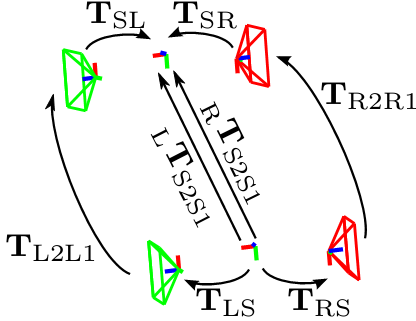 T_SL T_SR
T_R2R1
^L T_S2S1
^R T_S2S1
T_L2L1
T_LS T_RS